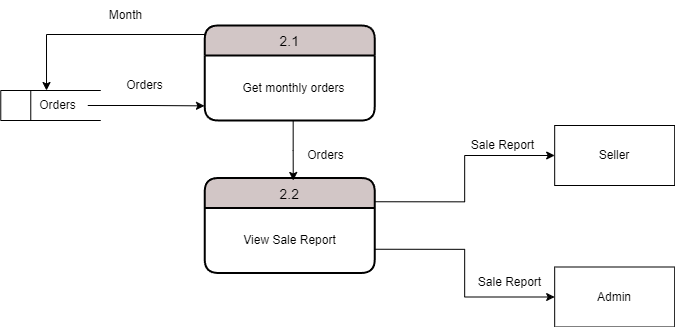 Month
2.1
Orders
Get monthly orders
Orders
Sale Report
Seller
Orders
2.2
View Sale Report
Sale Report
Admin